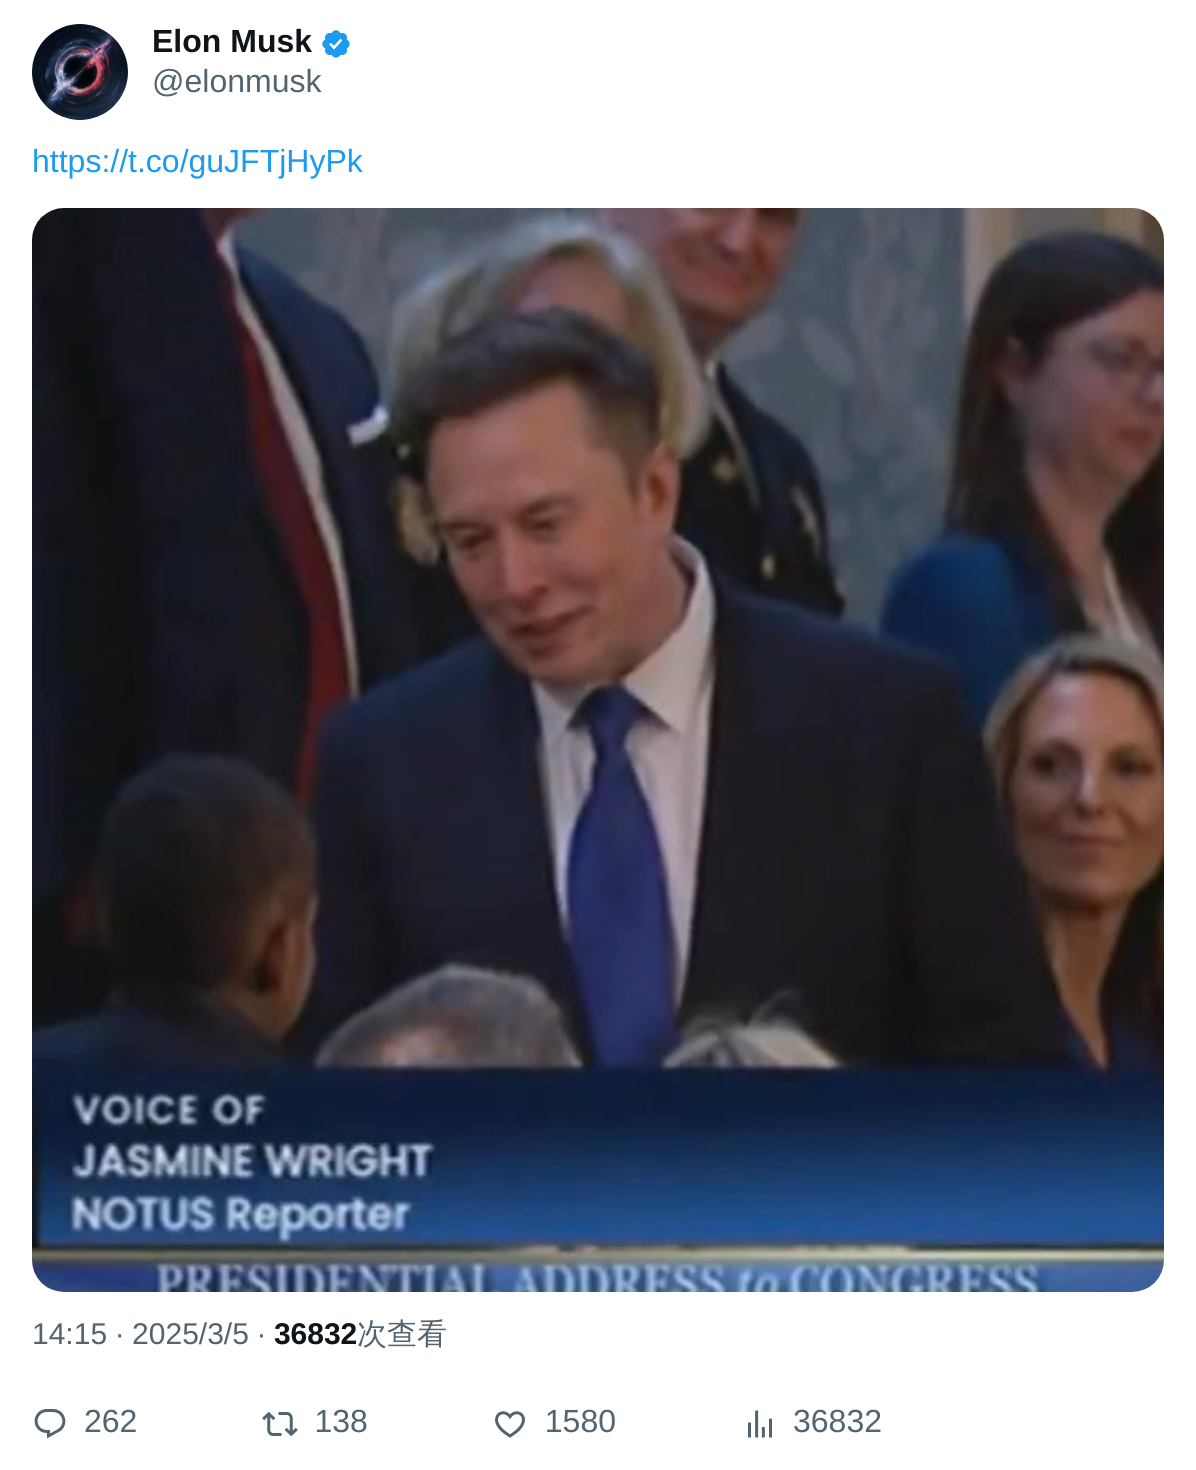 Elon Musk
@elonmusk
https://t.co/guJFTjHyPk
VOICE OF
JASMINE WRIGHT
NOTUS Reporter
PRESIDENTIAL ADDRESS to CONGRESS
14:15 · 2025/3/5 · 36832次查看
262 138 1580 36832